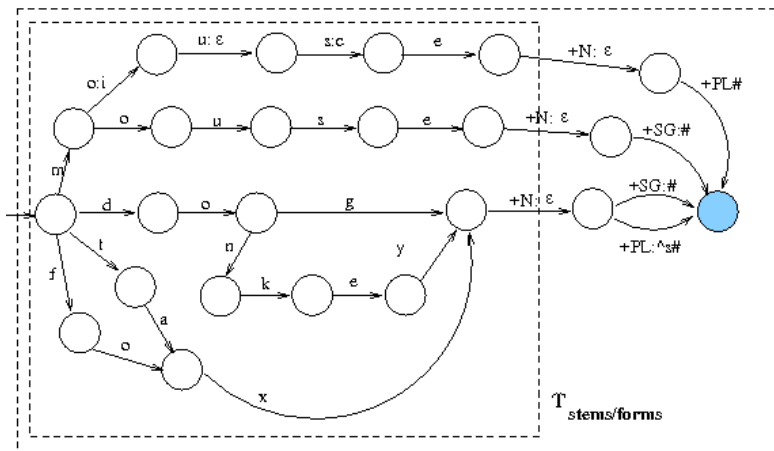 u: ε s:c e +N: ε
o:i +PL#
o u s e +N: ε +SG:#
m
d o g +N: ε +SG:#
t n y +PL:^s#
f k e
a
o
x
T stems/forms